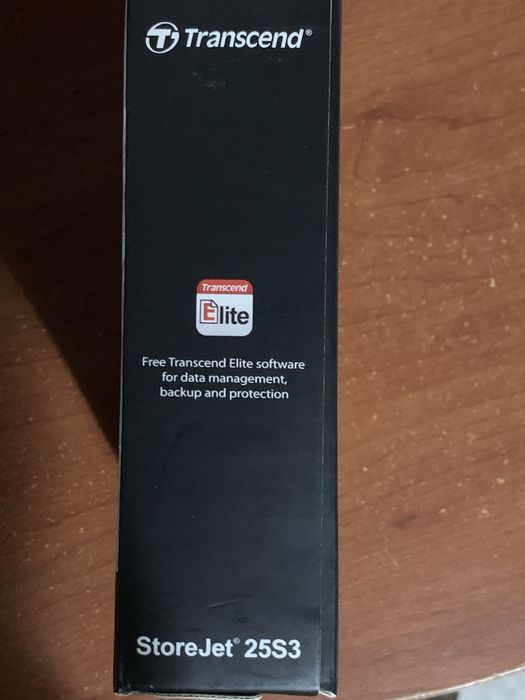 Transcend®
Transcend
Elite
Free Transcend Elite software
for data management,
backup and protection
StoreJet® 25S3